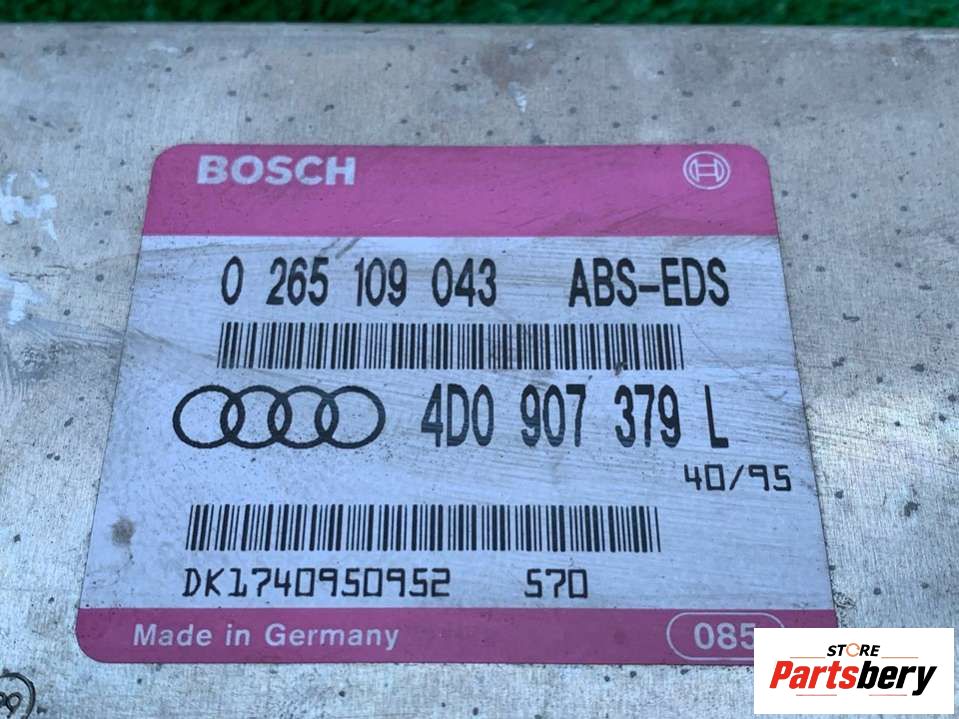 BOSCH
0 265 109 043 ABS-EDS
4D0 907 379 L
40/95
DK1740950952 570
Made in Germany 085
STORE
Partsbery